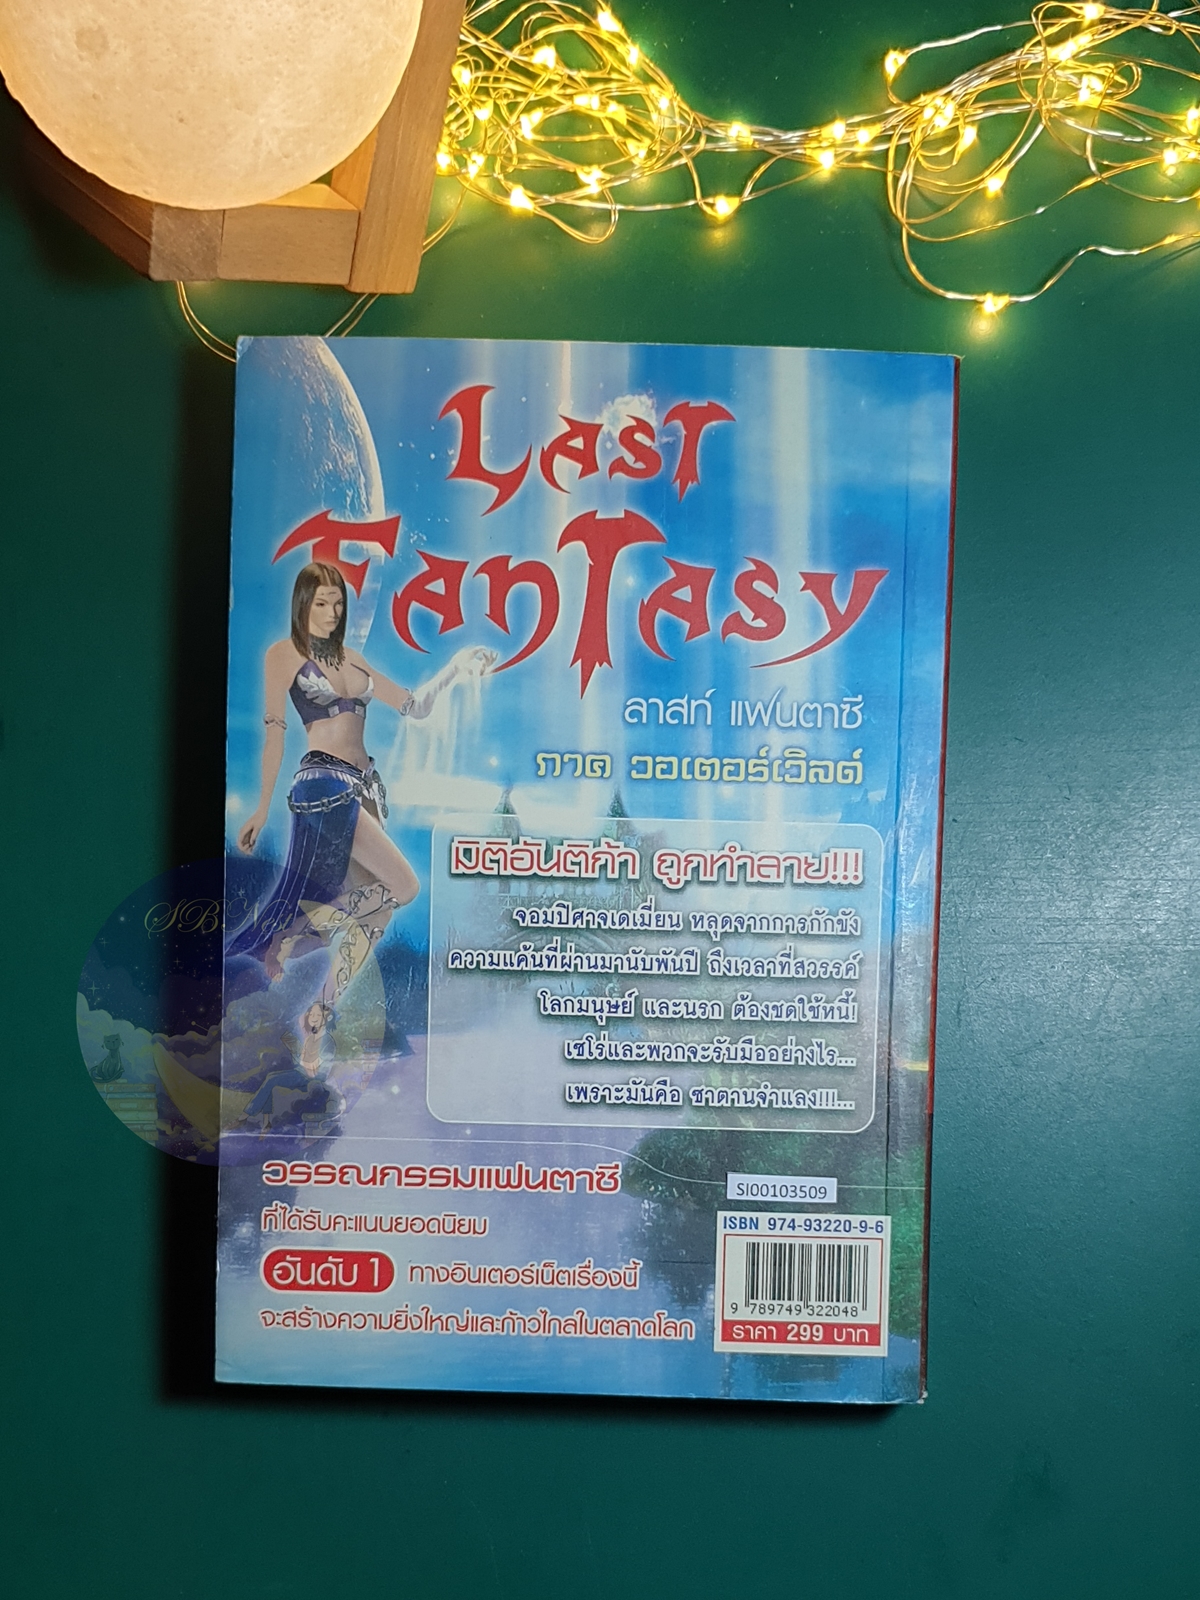 Last
Fantasy
ลาสท์ แฟนตาซี
ภาค วอเตอร์เวิลด์
มิติอันติก้า ถูกทำลาย!!!
จอมปิศาจเดเมี่ยน หลุดจากการกักขัง
ความแค้นที่ผ่านมานับพันปี ถึงเวลาที่สวรรค์
โลกมนุษย์ และนรก ต้องชดใช้หนี้!
เซโร่และพวกจะรับมืออย่างไร...
เพราะมันคือ ซาตานจำแลง!!!...
วรรณกรรมแฟนตาซี
ที่ได้รับคะแนนยอดนิยม
อันดับ 1 ทางอินเตอร์เน็ตเรื่องนี้
จะสร้างความยิ่งใหญ่และก้าวไกลในตลาดโลก
SI00103509
ISBN 974-93220-9-6
9 789749 322048
ราคา 299 บาท